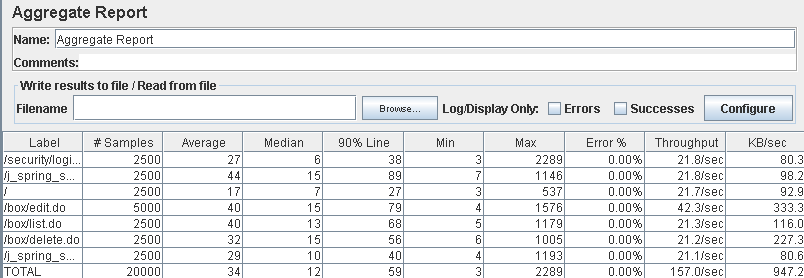 Aggregate Report
Name: Aggregate Report
Comments:
Write results to file / Read from file
Filename Browse... Log/Display Only: Errors Successes Configure
Label # Samples Average Median 90% Line Min Max Error % Throughput KB/sec
/security/logi... 2500 27 6 38 3 2289 0.00% 21.8/sec 80.3
/j_spring_s... 2500 44 15 89 7 1146 0.00% 21.8/sec 98.2
/ 2500 17 7 27 3 537 0.00% 21.7/sec 92.9
/box/edit.do 5000 40 15 79 4 1576 0.00% 42.3/sec 333.3
/box/list.do 2500 40 13 68 5 1179 0.00% 21.3/sec 116.0
/box/delete.do 2500 32 15 56 6 1005 0.00% 21.2/sec 227.3
/j_spring_s... 2500 29 10 40 4 1193 0.00% 21.1/sec 80.6
TOTAL 20000 34 12 59 3 2289 0.00% 157.0/sec 947.2